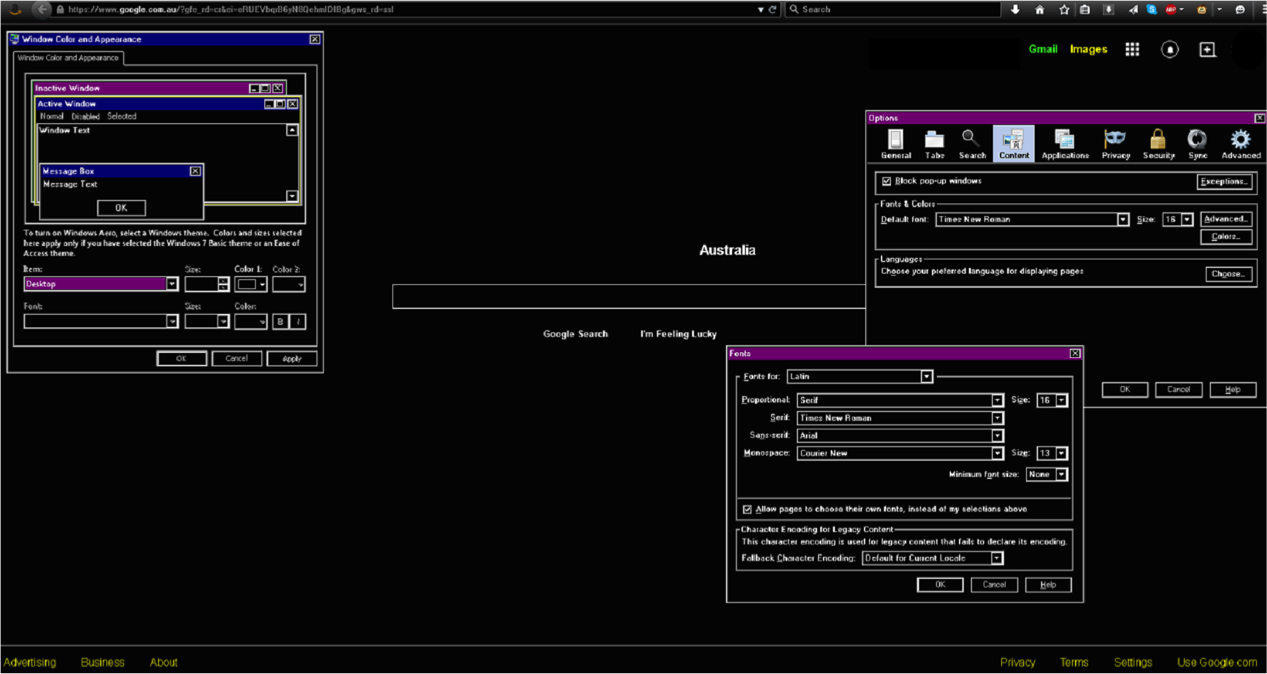 https://www.google.com.au/?gfe_rd=cr&ei=
&gws_rd=ssl
Search
ABP
Window Color and Appearance
Window Color and Appearance
Inactive Window
Active Window
Normal Disabled Selected
Window Text
Message Box
Message Text
OK
To turn on Windows Aero, select a Windows theme. Colors and sizes selected
here apply only if you have selected the Windows 7 Basic theme or an Ease of
Access theme.
Item: Size: Color 1: Color 2:
Desktop
Font: Size: Color:
B I
OK Cancel Apply
Gmail Images
Australia
Google Search I'm Feeling Lucky
Options
General Tabs Search Content Applications Privacy Security Sync Advanced
Block pop-up windows Exceptions...
Fonts & Colors
Default font: Times New Roman Size: 16 Advanced...
Colors...
Languages
Choose your preferred language for displaying pages Choose...
OK Cancel Help
Fonts
Fonts for: Latin
Proportional: Serif Size: 16
Serif: Times New Roman
Sans-serif: Arial
Monospace: Courier New Size: 13
Minimum font size: None
Allow pages to choose their own fonts, instead of my selections above
Character Encoding for Legacy Content
This character encoding is used for legacy content that fails to declare its encoding.
Fallback Character Encoding: Default for Current Locale
OK Cancel Help
Advertising Business About
Privacy Terms Settings Use Google.com